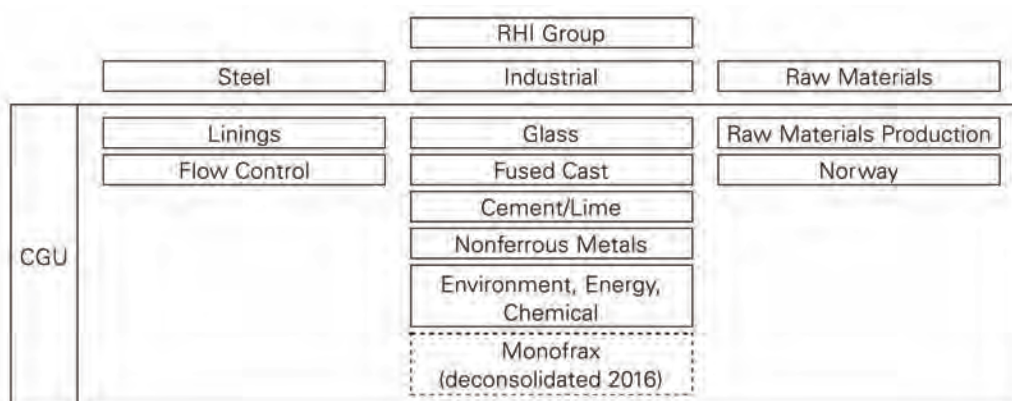 RHI Group
Steel
Industrial
Raw Materials
CGU
Linings
Glass
Raw Materials Production
Flow Control
Fused Cast
Norway
Cement/Lime
Nonferrous Metals
Environment, Energy,
Chemical
Monofrax
(deconsolidated 2016)